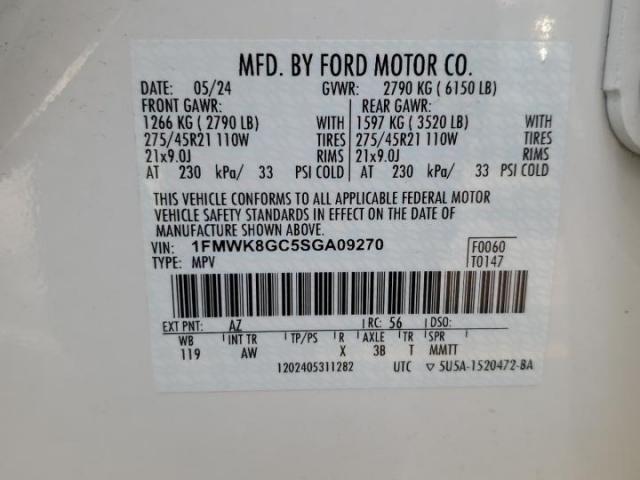 MFD. BY FORD MOTOR CO.
DATE: 05/24 GVWR: 2790 KG ( 6150 LB)
FRONT GAWR: REAR GAWR:
1266 KG ( 2790 LB) WITH 1597 KG ( 3520 LB) WITH
275/45R21 110W TIRES 275/45R21 110W TIRES
21x9.0J RIMS 21x9.0J RIMS
AT 230 kPa/ 33 PSI COLD AT 230 kPa/ 33 PSI COLD
THIS VEHICLE CONFORMS TO ALL APPLICABLE FEDERAL MOTOR
VEHICLE SAFETY STANDARDS IN EFFECT ON THE DATE OF
MANUFACTURE SHOWN ABOVE.
VIN: 1FMWK8GC5SGA09270 F0060
TYPE: MPV T0147
EXT PNT: AZ RC: 56 DSO:
WB INT TR TP/PS R AXLE TR SPR
119 AW X 3B T MMTT
1202405311282 UTC ▽ 5U5A-1520472-BA